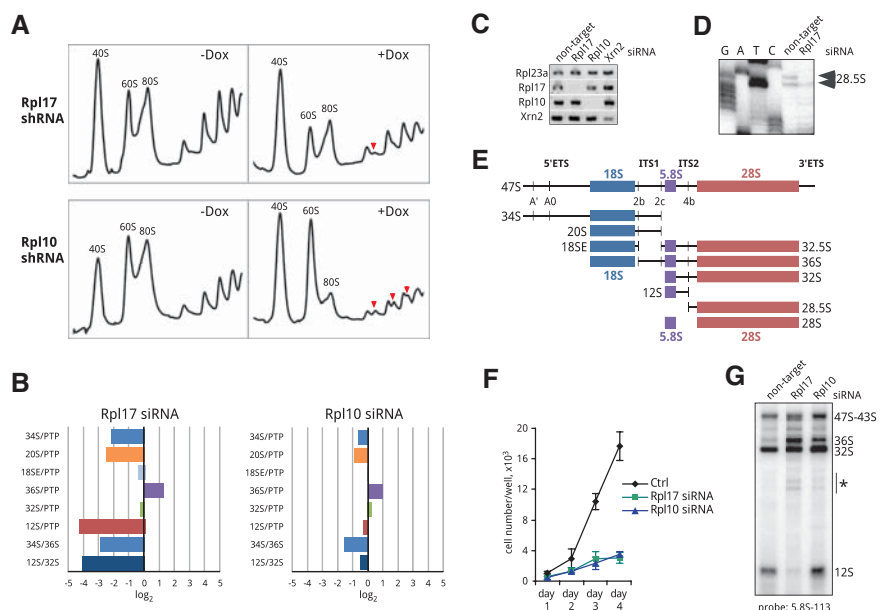 A
Rpl17
shRNA
-Dox
40S
60S
80S
+Dox
40S
60S
80S
Rpl10
shRNA
-Dox
40S
60S
80S
+Dox
40S
60S
80S
B
Rpl17 siRNA
34S/PTP
20S/PTP
18SE/PTP
36S/PTP
32S/PTP
12S/PTP
34S/36S
12S/32S
-5 -4 -3 -2 -1 0 1 2 3 4 5
log2
Rpl10 siRNA
34S/PTP
20S/PTP
18SE/PTP
36S/PTP
32S/PTP
12S/PTP
34S/36S
12S/32S
-5 -4 -3 -2 -1 0 1 2 3 4 5
log2
C
non-target Rpl17 Rpl10 Xrn2 siRNA
Rpl23a
Rpl17
Rpl10
Xrn2
D
G A T C non-target Rpl17 siRNA
28.5S
E
5'ETS ITS1 ITS2 3'ETS
18S 5.8S 28S
47S
A' A0 2b 2c 4b
34S
20S
18SE 32.5S
36S
18S 32S
12S
28.5S
28S
5.8S 28S
F
cell number/well, x10³
20
16
12
8
4
0
Ctrl
Rpl17 siRNA
Rpl10 siRNA
day 1 day 2 day 3 day 4
G
non-target Rpl17 Rpl10 siRNA
47S-43S
36S
32S
*
12S
probe: 5.8S-113